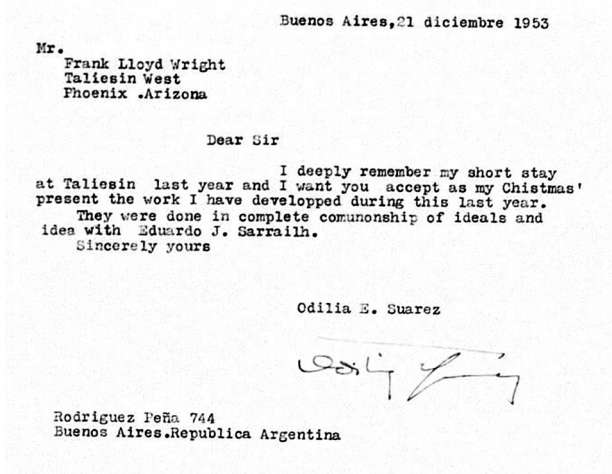 Buenos Aires,21 diciembre 1953
Mr.
Frank Lloyd Wright
Taliesin West
Phoenix .Arizona
Dear Sir
I deeply remember my short stay
at Taliesin last year and I want you accept as my Chistmas'
present the work I have developped during this last year.
They were done in complete comunonship of ideals and
idea with Eduardo J. Sarrailh.
Sincerely yours
Odilia E. Suarez
Odilia Suarez
Rodriguez Peña 744
Buenos Aires.Republica Argentina